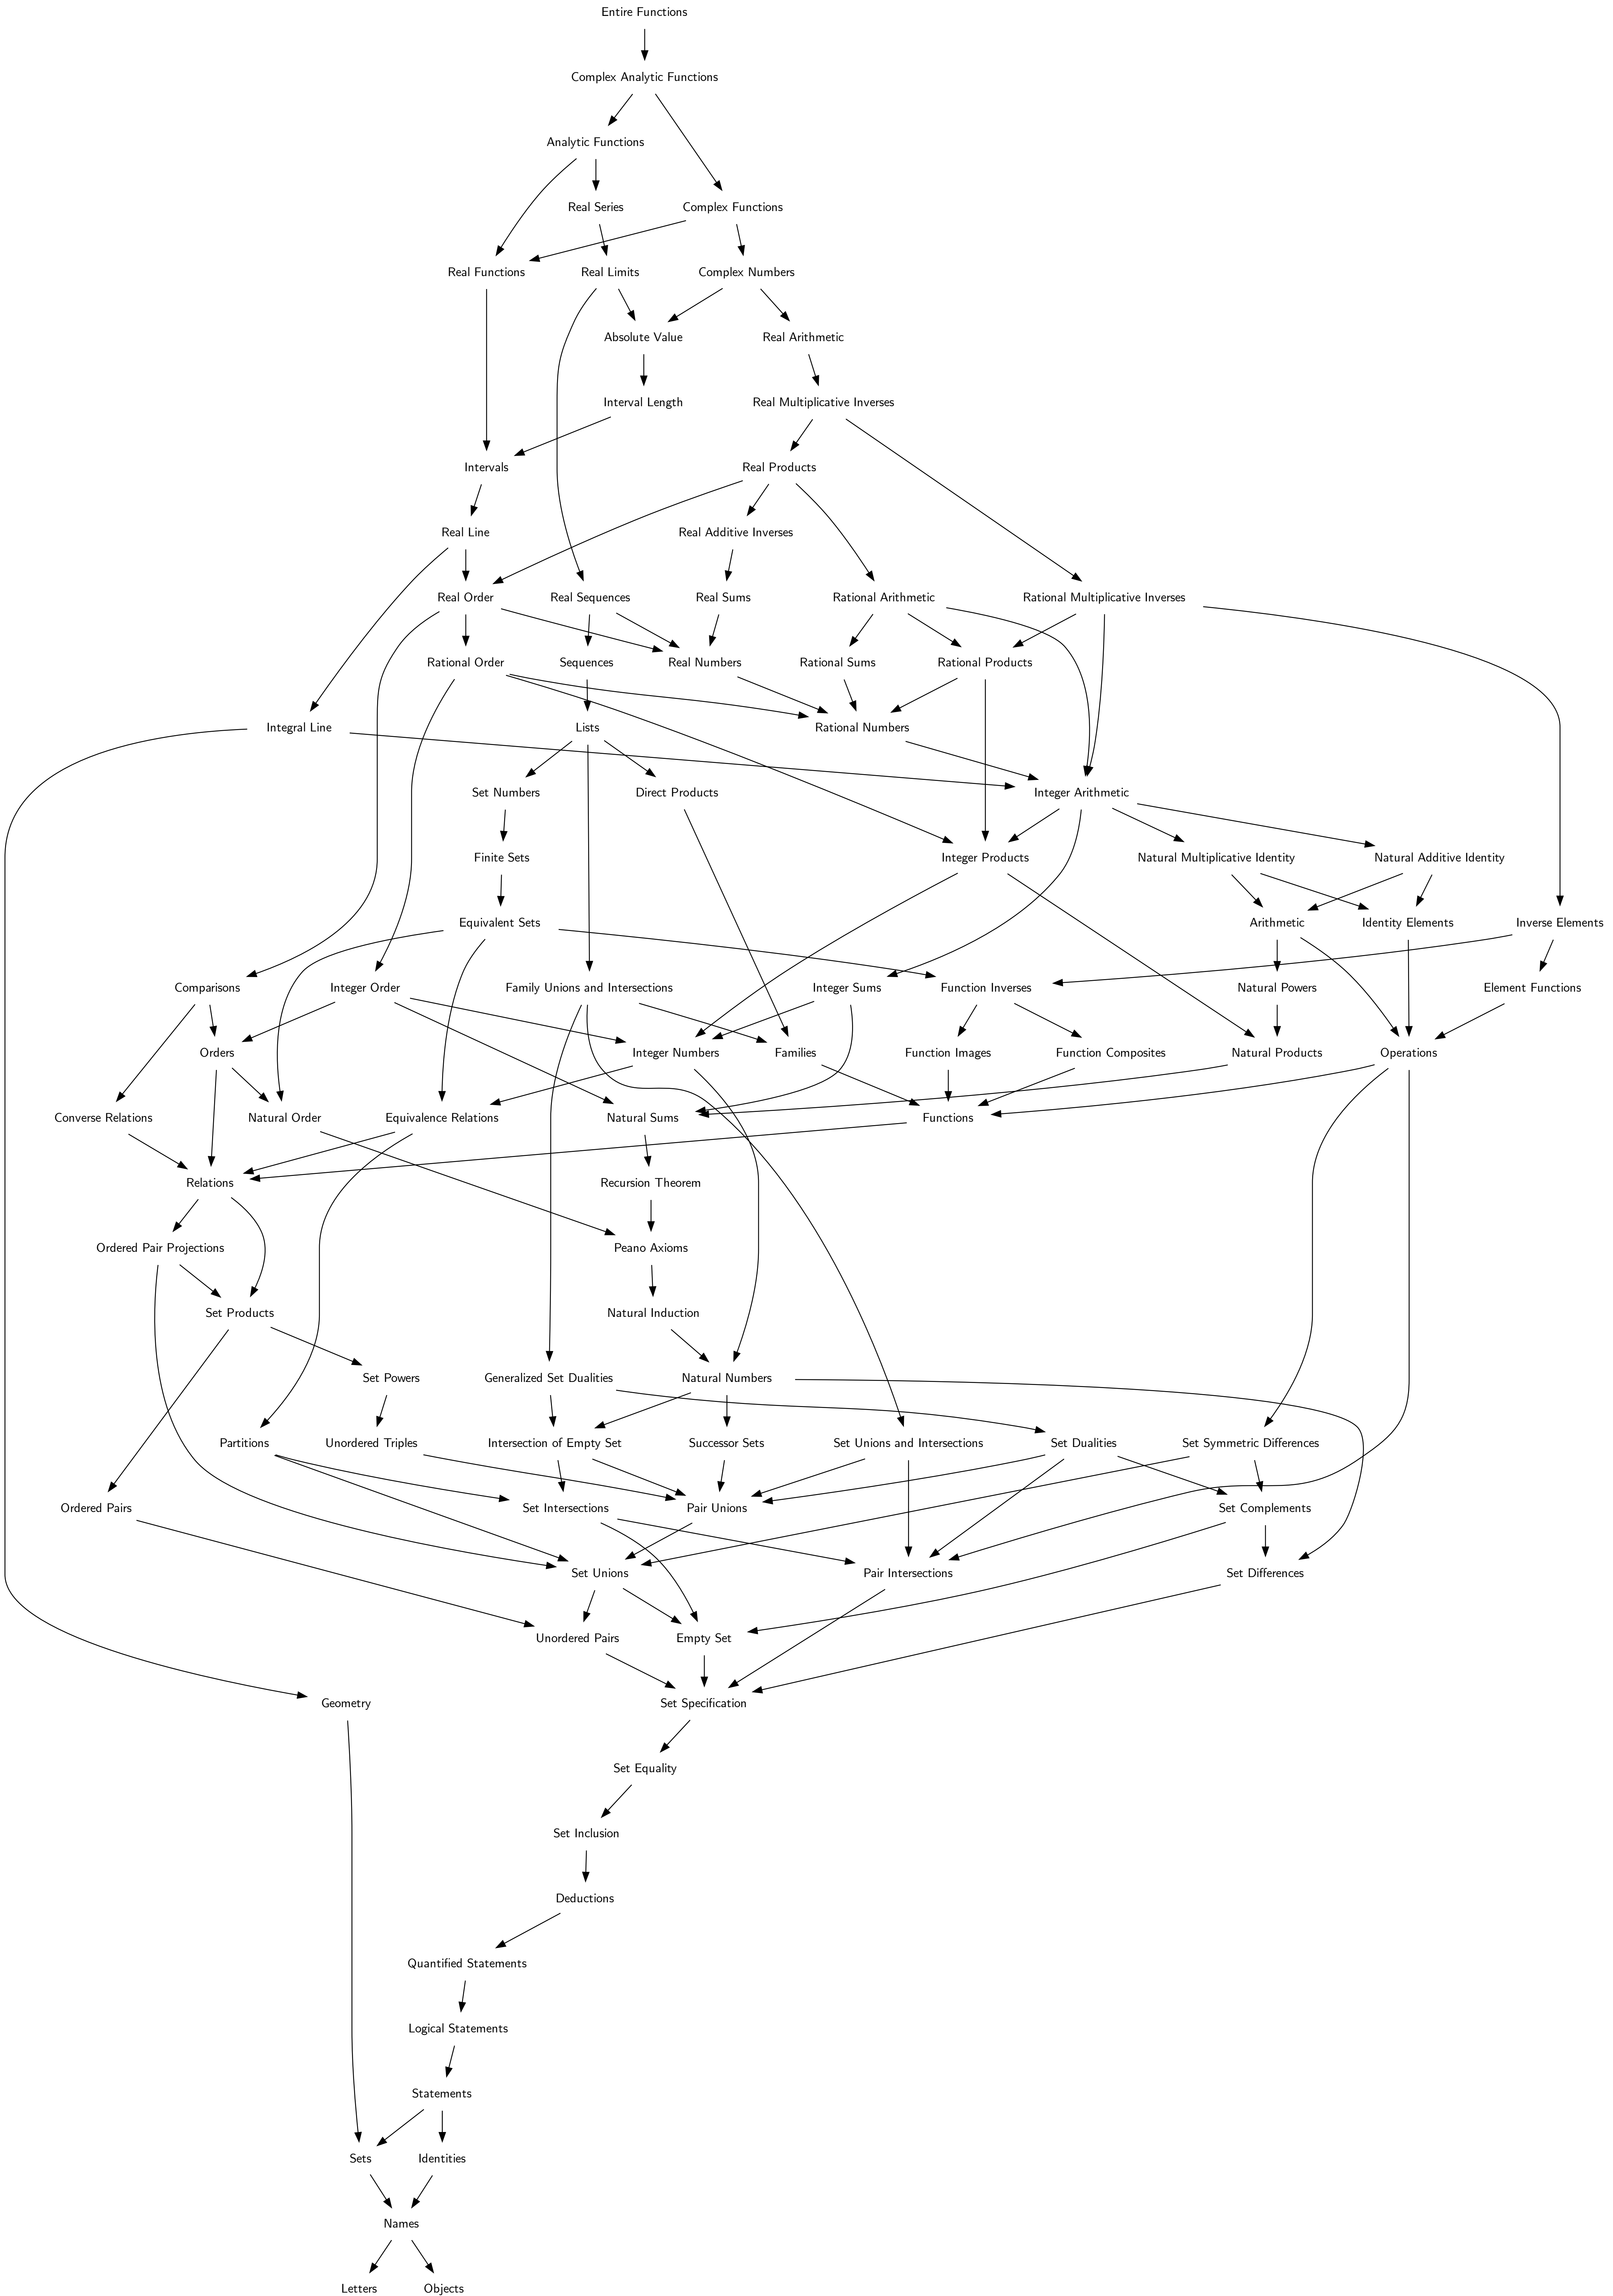 Entire Functions
Complex Analytic Functions
Analytic Functions
Real Series
Complex Functions
Real Functions
Real Limits
Complex Numbers
Absolute Value
Real Arithmetic
Interval Length
Real Multiplicative Inverses
Intervals
Real Products
Real Line
Real Additive Inverses
Real Order
Real Sequences
Real Sums
Rational Arithmetic
Rational Multiplicative Inverses
Rational Order
Sequences
Real Numbers
Rational Sums
Rational Products
Integral Line
Lists
Rational Numbers
Set Numbers
Direct Products
Integer Arithmetic
Finite Sets
Integer Products
Natural Multiplicative Identity
Natural Additive Identity
Equivalent Sets
Arithmetic
Identity Elements
Inverse Elements
Comparisons
Integer Order
Family Unions and Intersections
Integer Sums
Function Inverses
Natural Powers
Element Functions
Orders
Integer Numbers
Families
Function Images
Function Composites
Natural Products
Operations
Converse Relations
Natural Order
Equivalence Relations
Natural Sums
Functions
Relations
Recursion Theorem
Ordered Pair Projections
Peano Axioms
Set Products
Natural Induction
Set Powers
Generalized Set Dualities
Natural Numbers
Partitions
Unordered Triples
Intersection of Empty Set
Successor Sets
Set Unions and Intersections
Set Dualities
Set Symmetric Differences
Ordered Pairs
Set Intersections
Pair Unions
Set Complements
Set Unions
Pair Intersections
Set Differences
Unordered Pairs
Empty Set
Geometry
Set Specification
Set Equality
Set Inclusion
Deductions
Quantified Statements
Logical Statements
Statements
Sets
Identities
Names
Letters
Objects